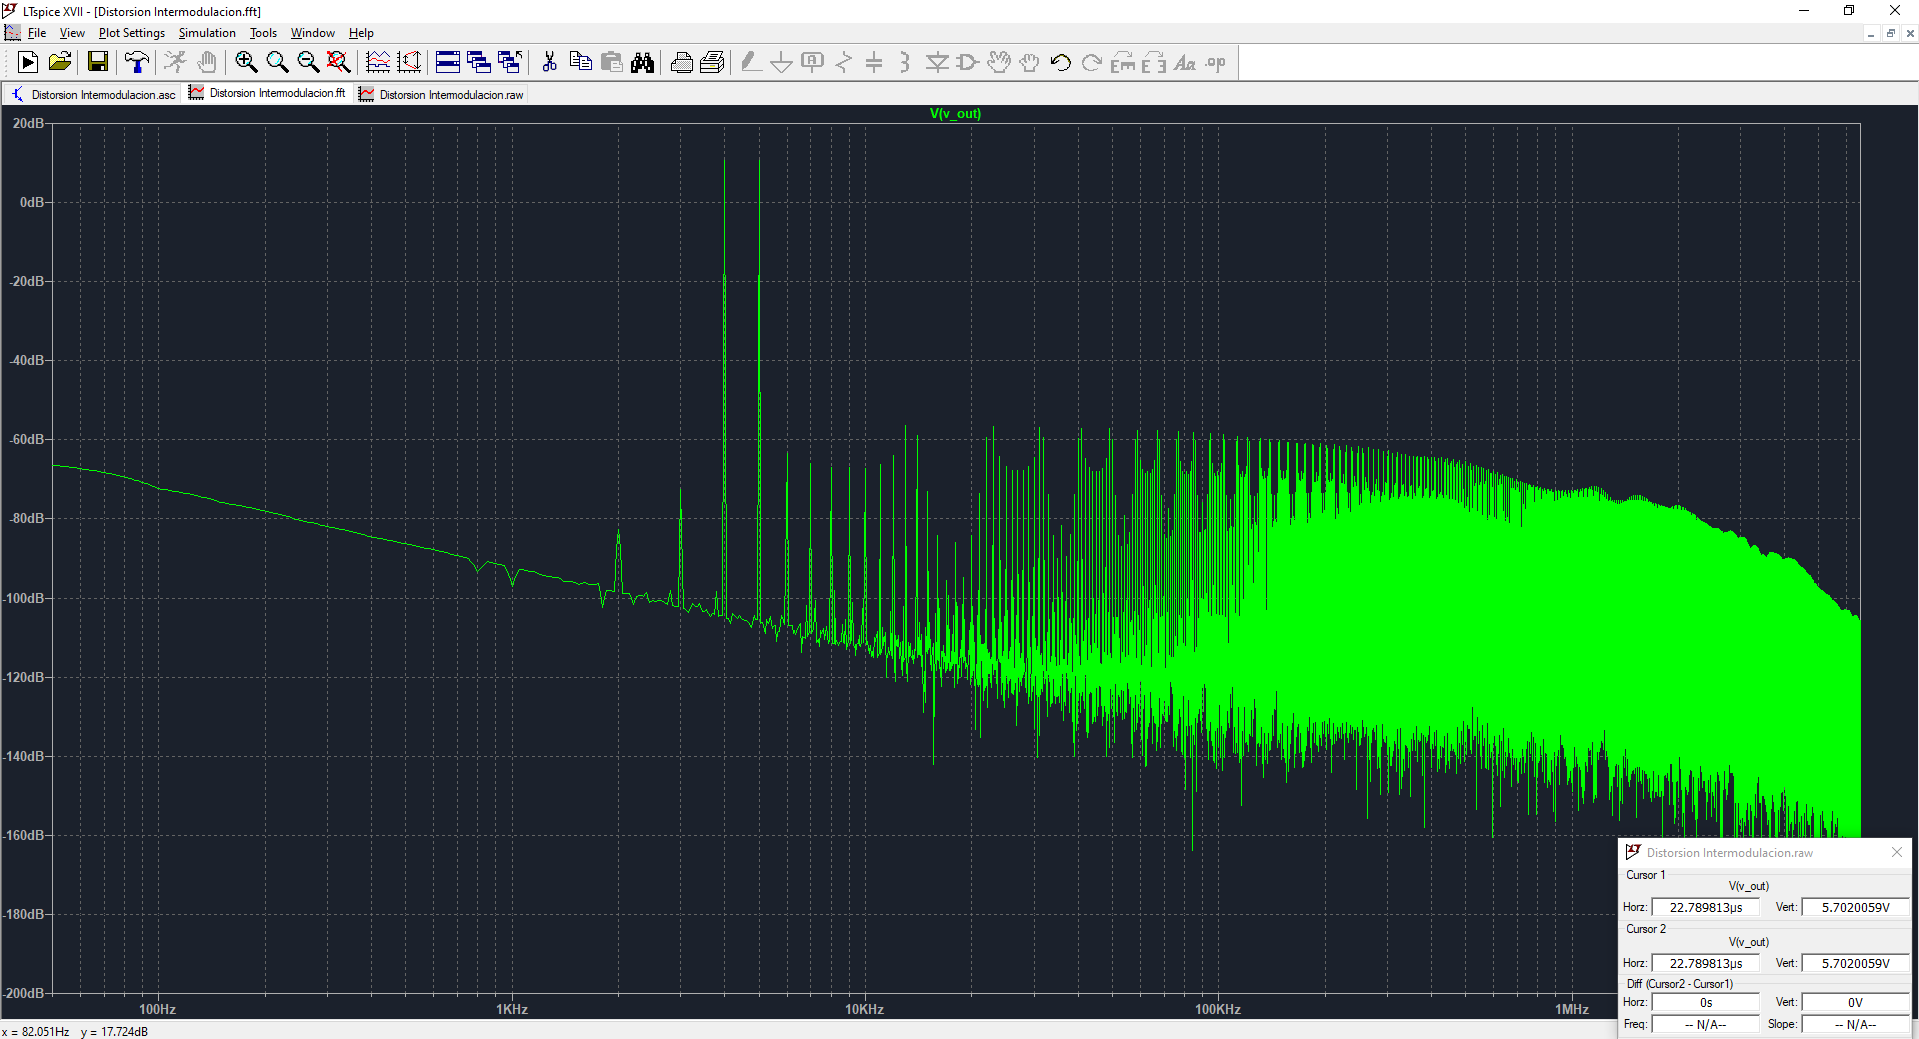 LTspice XVII - [Distorsion Intermodulacion.fft]
File View Plot Settings Simulation Tools Window Help
.op
Distorsion Intermodulacion.asc Distorsion Intermodulacion.fft Distorsion Intermodulacion.raw
V(v_out)
20dB
0dB
-20dB
-40dB
-60dB
-80dB
-100dB
-120dB
-140dB
-160dB
-180dB
-200dB
100Hz 1KHz 10KHz 100KHz 1MHz
Distorsion Intermodulacion.raw
Cursor 1
V(v_out)
Horz: 22.789813µs Vert: 5.7020059V
Cursor 2
V(v_out)
Horz: 22.789813µs Vert: 5.7020059V
Diff (Cursor2 - Cursor1)
Horz: 0s Vert: 0V
Freq: -- N/A-- Slope: -- N/A--
x = 82.051Hz y = 17.724dB